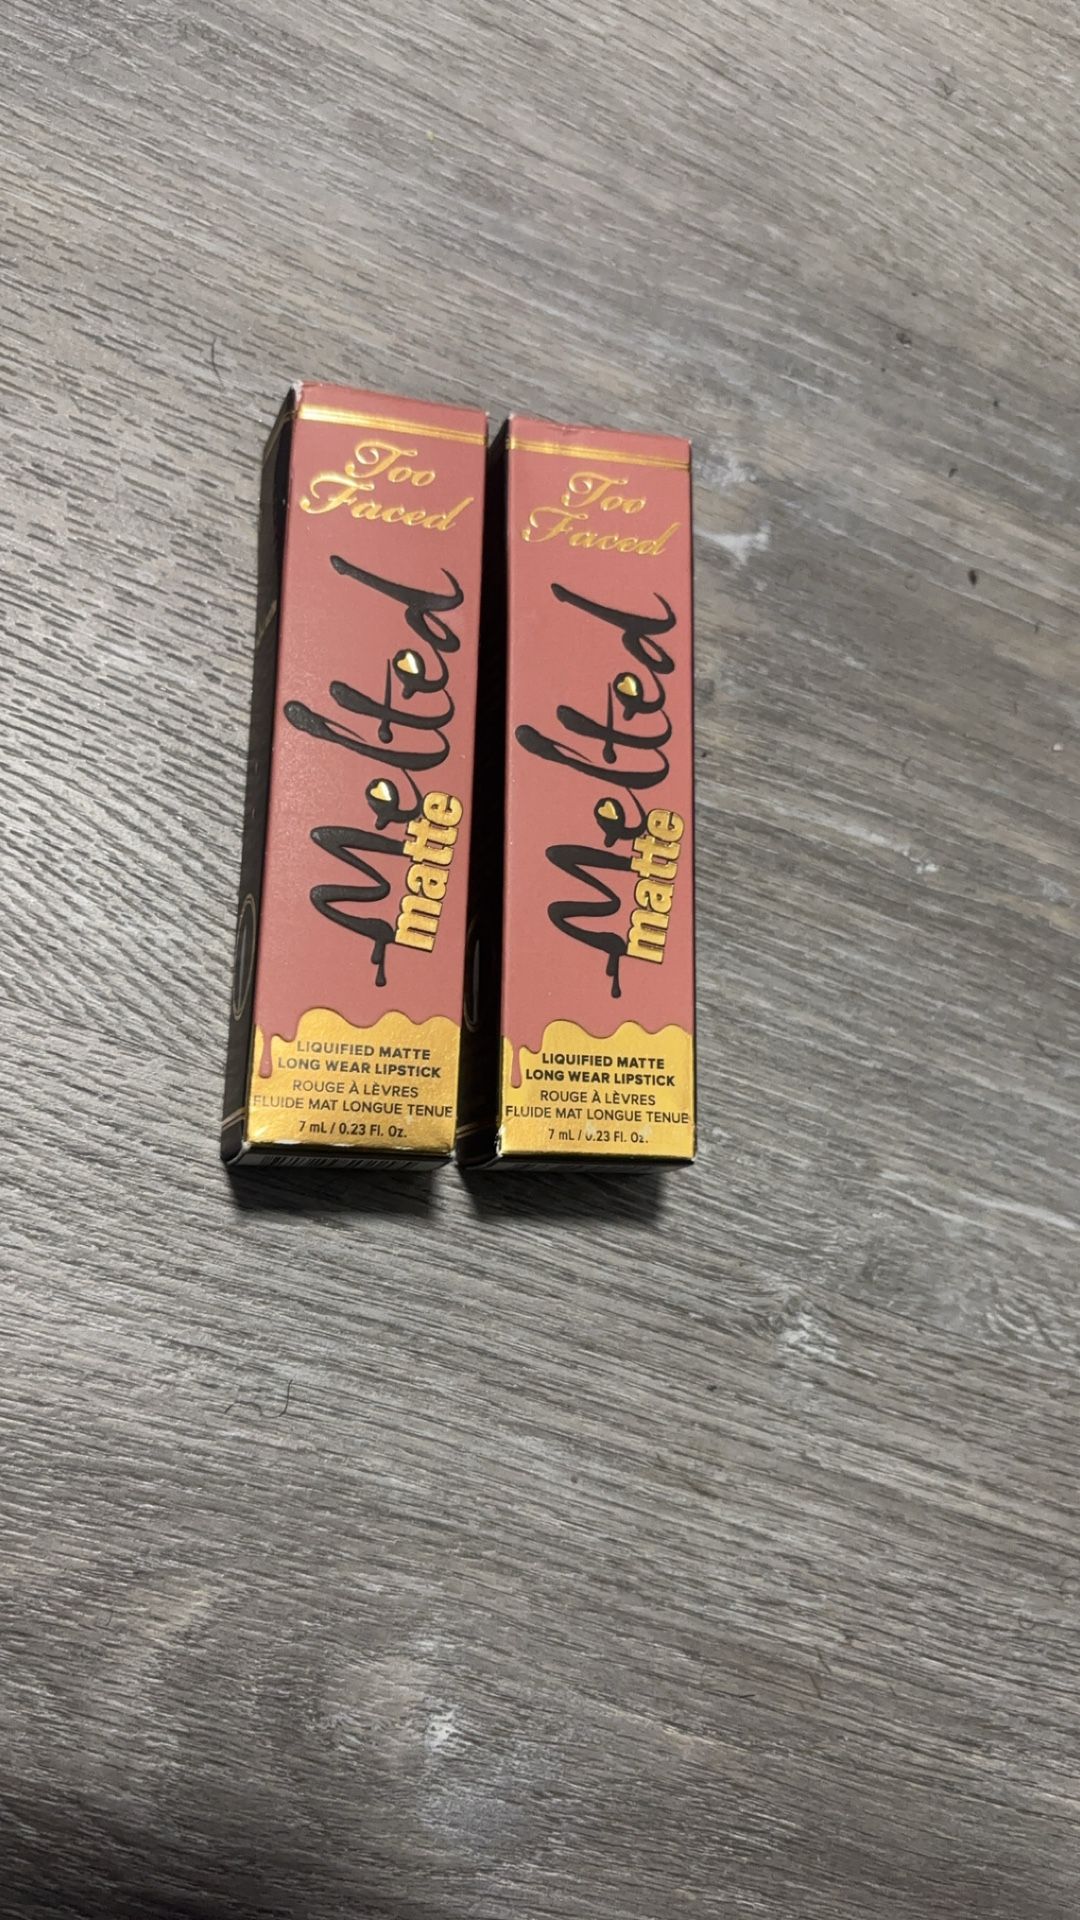 Too
Faced
Melted
matte
LIQUIFIED MATTE
LONG WEAR LIPSTICK
ROUGE À LÈVRES
FLUIDE MAT LONGUE TENUE
7 mL / 0.23 Fl. Oz.
Too
Faced
Melted
matte
LIQUIFIED MATTE
LONG WEAR LIPSTICK
ROUGE À LÈVRES
FLUIDE MAT LONGUE TENUE
7 mL / 0.23 Fl. Oz.